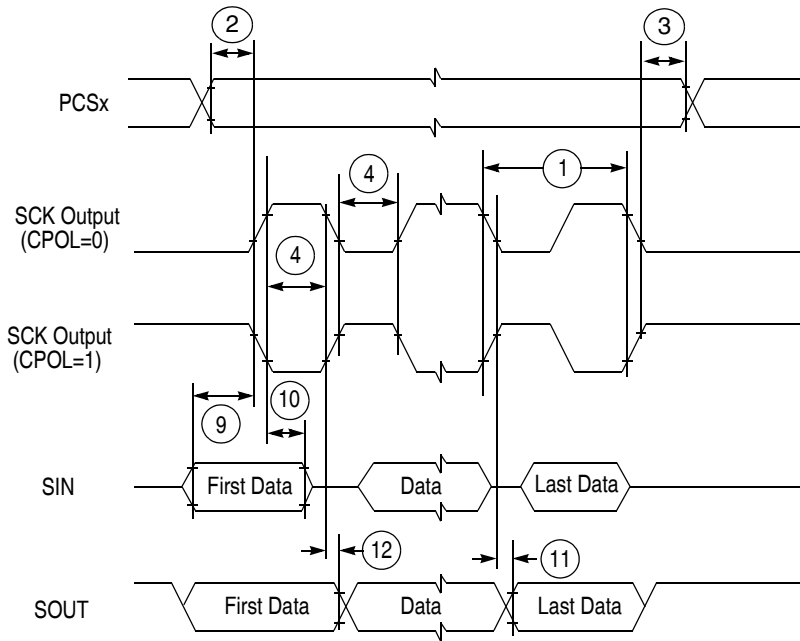 2
3
PCSx
4
1
SCK Output
(CPOL=0)
4
SCK Output
(CPOL=1)
10
9
SIN
First Data
Data
Last Data
12
11
SOUT
First Data
Data
Last Data